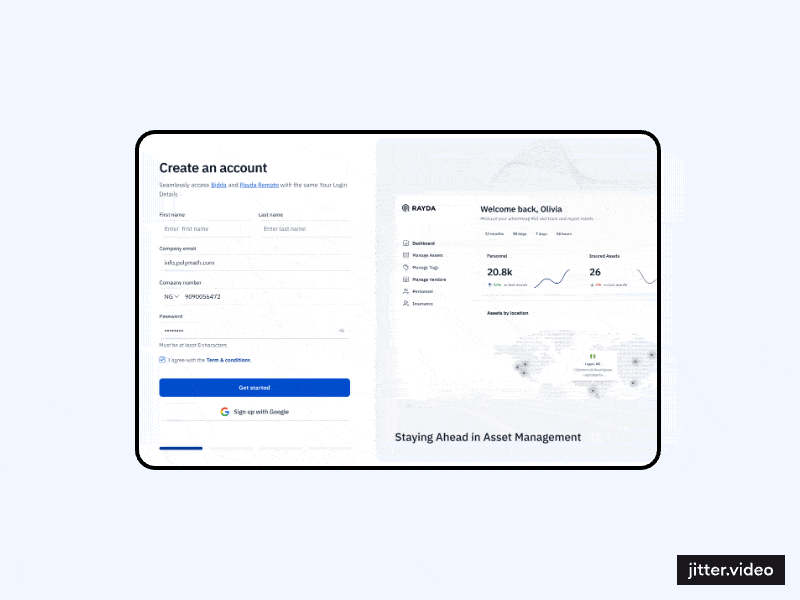 Create an account
Seamlessly access Bidda and Rayda Remote with the same Your Login
Details
First name
Last name
Enter first name
Enter last name
Company email
info.polymath.com
Company number
NG
9090056472
Password
Must be at least 8 characters.
I agree with the Term & conditions
Get started
Sign up with Google
RAYDA
Dashboard
Manage Assets
Manage Tags
Manage Vendors
Personnel
Insurance
Welcome back, Olivia
12 months
30 days
7 days
24 hours
Personnel
20.8k
Insured Assets
26
Assets by location
Lagos, NG
Staying Ahead in Asset Management
jitter.video